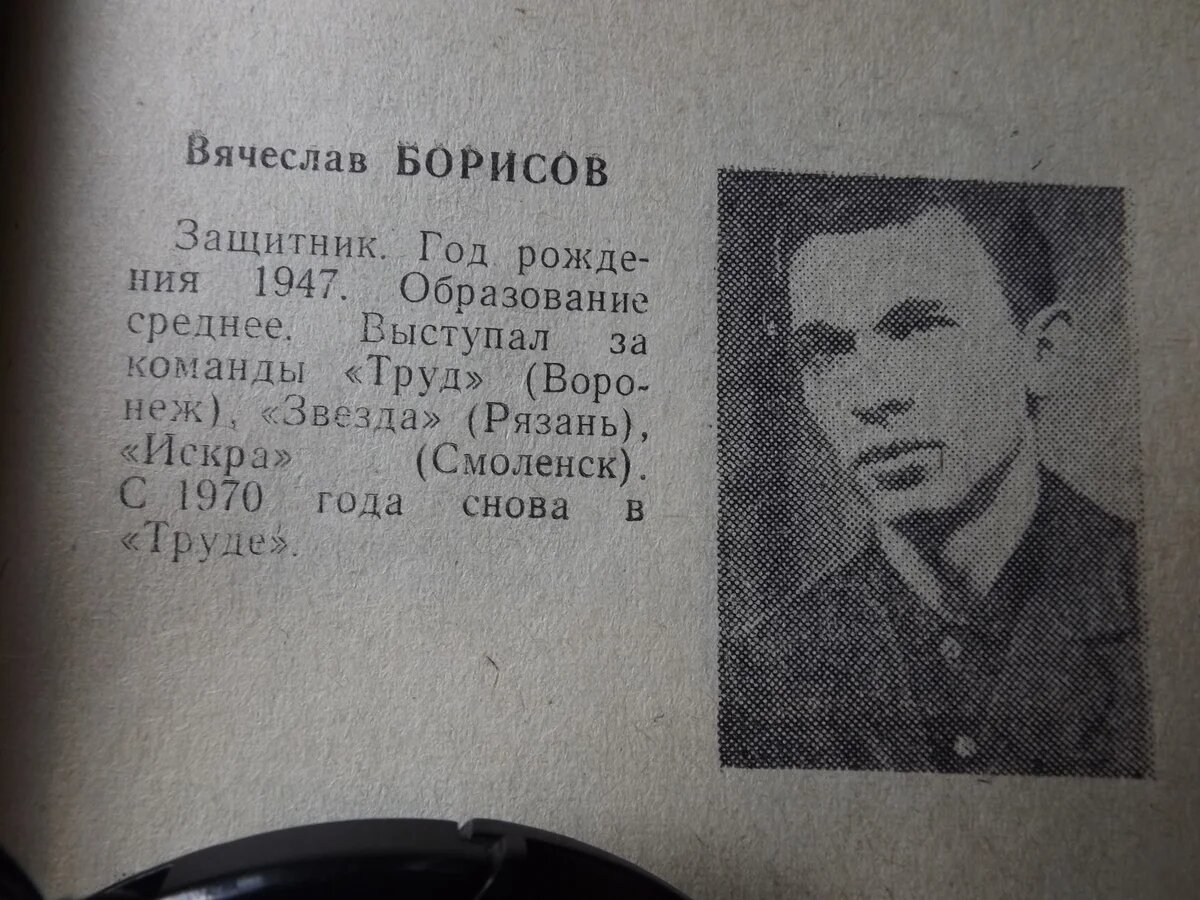 Вячеслав БОРИСОВ
Защитник. Год рожде-
ния 1947. Образование
среднее. Выступал за
команды «Труд» (Воро-
неж), «Звезда» (Рязань),
«Искра» (Смоленск).
С 1970 года снова в
«Труде».